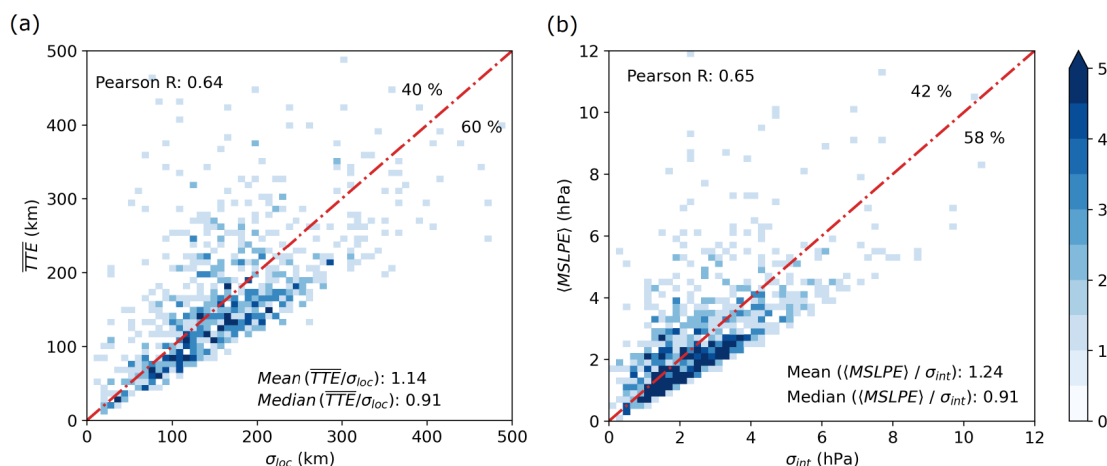 (a)
500
400
300
200
100
0
TTE (km)
Pearson R: 0.64
40 %
60 %
Mean (TTE/σloc): 1.14
Median (TTE/σloc): 0.91
0 100 200 300 400 500
σloc (km)
(b)
12
10
8
6
4
2
0
⟨MSLPE⟩ (hPa)
Pearson R: 0.65
42 %
58 %
Mean (⟨MSLPE⟩ / σint): 1.24
Median (⟨MSLPE⟩ / σint): 0.91
0 2 4 6 8 10 12
σint (hPa)
5
4
3
2
1
0